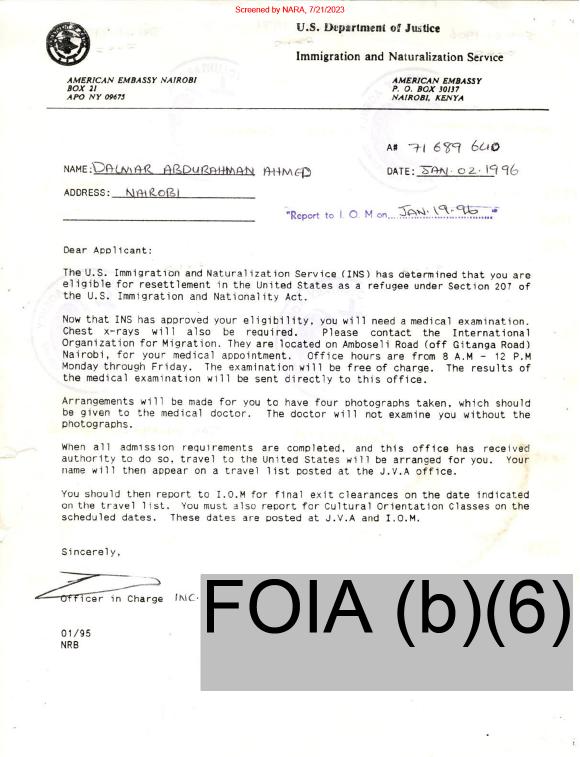 Screened by NARA, 7/21/2023
U.S. Department of Justice
Immigration and Naturalization Service
AMERICAN EMBASSY NAIROBI
BOX 21
APO NY 09675
AMERICAN EMBASSY
P. O. BOX 30137
NAIROBI, KENYA
A# 71 689 640
NAME: DALMAR ABDURAHMAN AHMED
DATE: JAN. 02. 1996
ADDRESS: NAIROBI
"Report to I. O. M on JAN. 19. 96"
Dear Applicant:
The U.S. Immigration and Naturalization Service (INS) has determined that you are
eligible for resettlement in the United States as a refugee under Section 207 of
the U.S. Immigration and Nationality Act.
Now that INS has approved your eligibility, you will need a medical examination.
Chest x-rays will also be required. Please contact the International
Organization for Migration. They are located on Amboseli Road (off Gitanga Road)
Nairobi, for your medical appointment. Office hours are from 8 A.M - 12 P.M
Monday through Friday. The examination will be free of charge. The results of
the medical examination will be sent directly to this office.
Arrangements will be made for you to have four photographs taken, which should
be given to the medical doctor. The doctor will not examine you without the
photographs.
When all admission requirements are completed, and this office has received
authority to do so, travel to the United States will be arranged for you. Your
name will then appear on a travel list posted at the J.V.A office.
You should then report to I.O.M for final exit clearances on the date indicated
on the travel list. You must also report for Cultural Orientation Classes on the
scheduled dates. These dates are posted at J.V.A and I.O.M.
Sincerely,
Officer in Charge INC.
FOIA (b)(6)
01/95
NRB